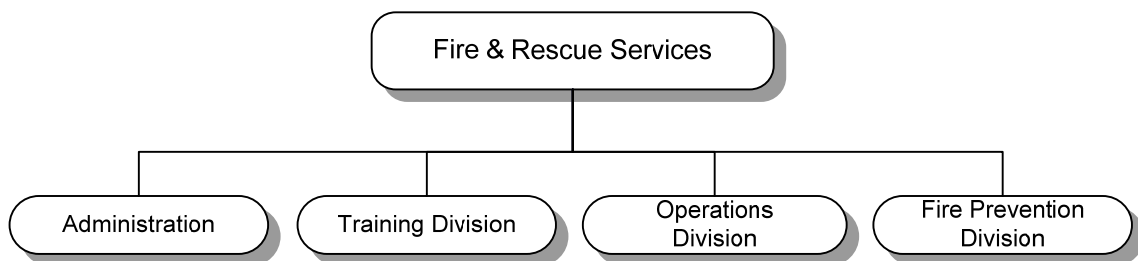 Fire & Rescue Services
Administration
Training Division
Operations
Division
Fire Prevention
Division